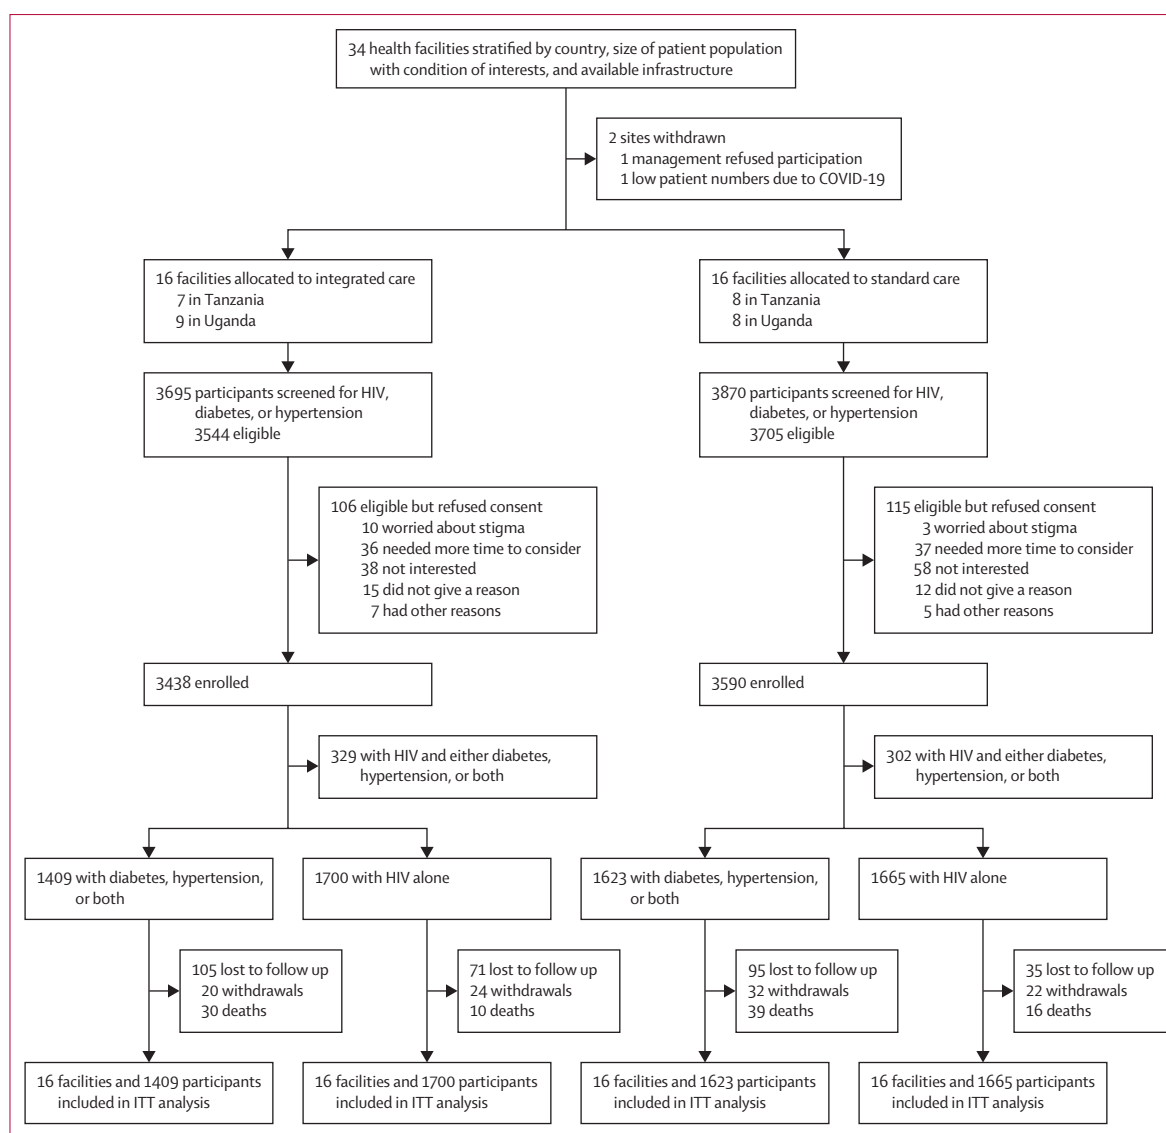 34 health facilities stratified by country, size of patient population
with condition of interests, and available infrastructure
2 sites withdrawn
1 management refused participation
1 low patient numbers due to COVID-19
16 facilities allocated to integrated care
7 in Tanzania
9 in Uganda
16 facilities allocated to standard care
8 in Tanzania
8 in Uganda
3695 participants screened for HIV,
diabetes, or hypertension
3544 eligible
3870 participants screened for HIV,
diabetes, or hypertension
3705 eligible
106 eligible but refused consent
10 worried about stigma
36 needed more time to consider
38 not interested
15 did not give a reason
7 had other reasons
115 eligible but refused consent
3 worried about stigma
37 needed more time to consider
58 not interested
12 did not give a reason
5 had other reasons
3438 enrolled
3590 enrolled
329 with HIV and either diabetes,
hypertension, or both
302 with HIV and either diabetes,
hypertension, or both
1409 with diabetes, hypertension,
or both
1700 with HIV alone
1623 with diabetes, hypertension,
or both
1665 with HIV alone
105 lost to follow up
20 withdrawals
30 deaths
71 lost to follow up
24 withdrawals
10 deaths
95 lost to follow up
32 withdrawals
39 deaths
35 lost to follow up
22 withdrawals
16 deaths
16 facilities and 1409 participants
included in ITT analysis
16 facilities and 1700 participants
included in ITT analysis
16 facilities and 1623 participants
included in ITT analysis
16 facilities and 1665 participants
included in ITT analysis